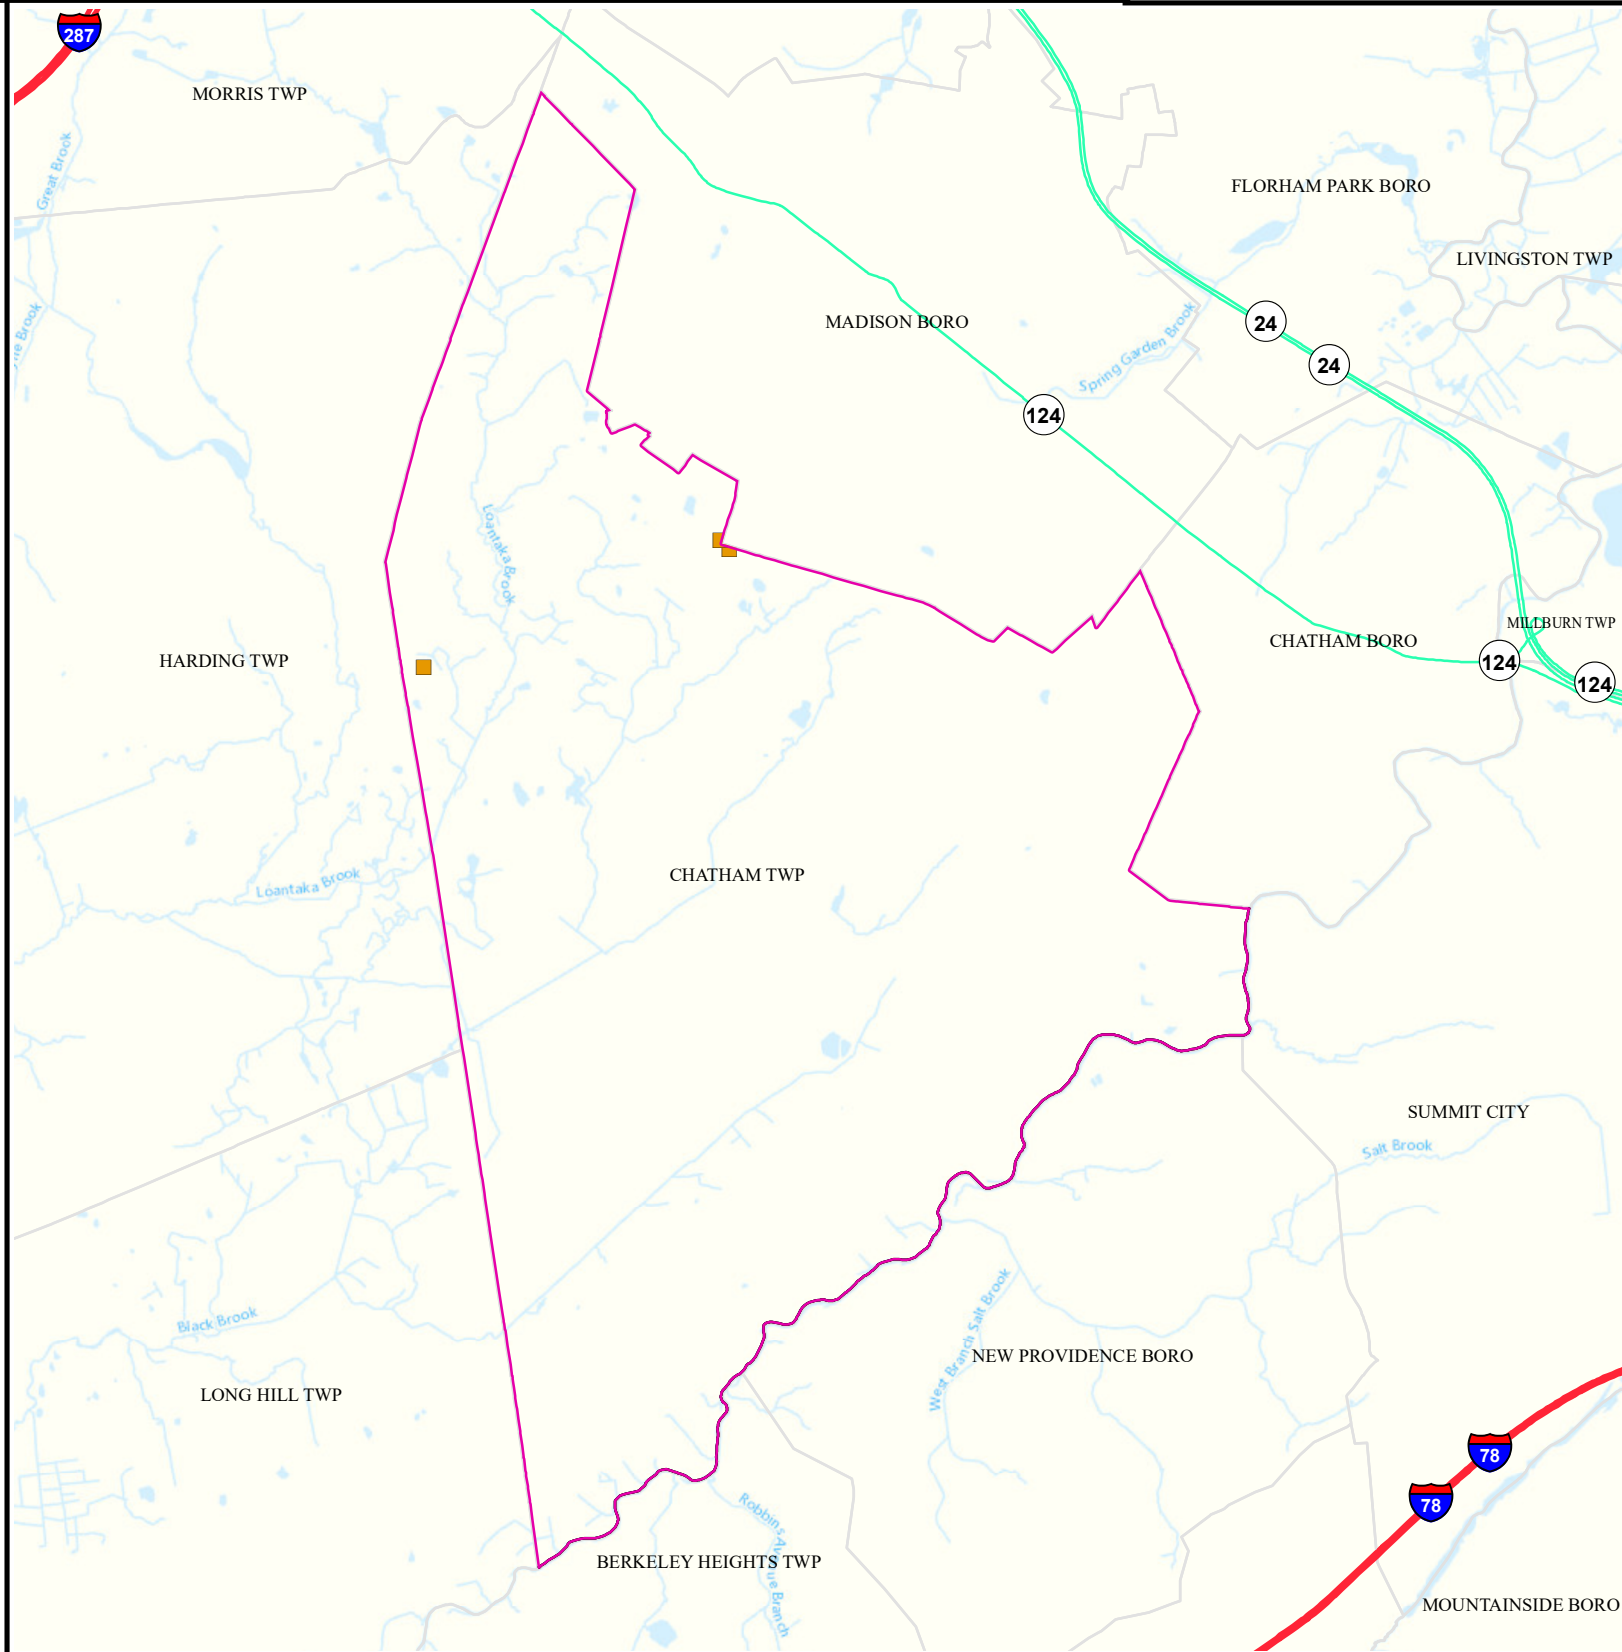 287
MORRIS TWP
Great Brook
FLORHAM PARK BORO
LIVINGSTON TWP
MADISON BORO
Spring Garden Brook
24
24
Brook
124
Loantaka Brook
HARDING TWP
CHATHAM BORO
MILLBURN TWP
124
124
CHATHAM TWP
Loantaka Brook
SUMMIT CITY
Salt Brook
Black Brook
West Branch Salt Brook
NEW PROVIDENCE BORO
LONG HILL TWP
78
78
Robbins Avenue Branch
BERKELEY HEIGHTS TWP
MOUNTAINSIDE BORO